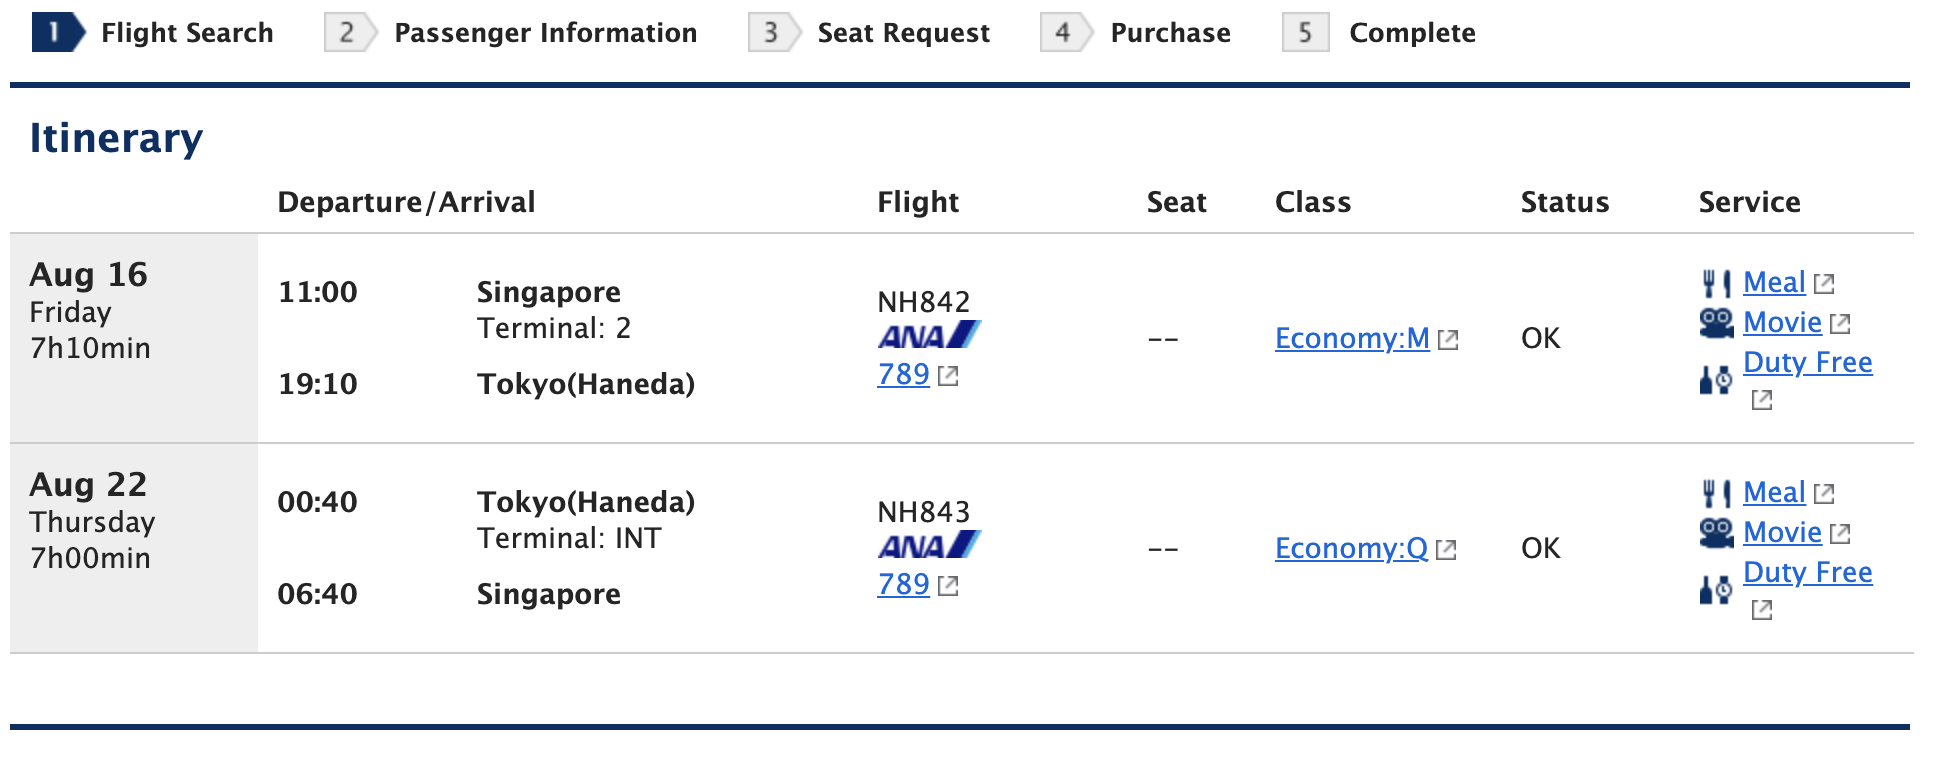 1 Flight Search 2 Passenger Information 3 Seat Request 4 Purchase 5 Complete
Itinerary
Departure/Arrival Flight Seat Class Status Service
Aug 16
Friday
7h10min
11:00 Singapore
Terminal: 2
19:10 Tokyo(Haneda)
NH842
ANA
789
--
Economy:M
OK
Meal
Movie
Duty Free
Aug 22
Thursday
7h00min
00:40 Tokyo(Haneda)
Terminal: INT
06:40 Singapore
NH843
ANA
789
--
Economy:Q
OK
Meal
Movie
Duty Free